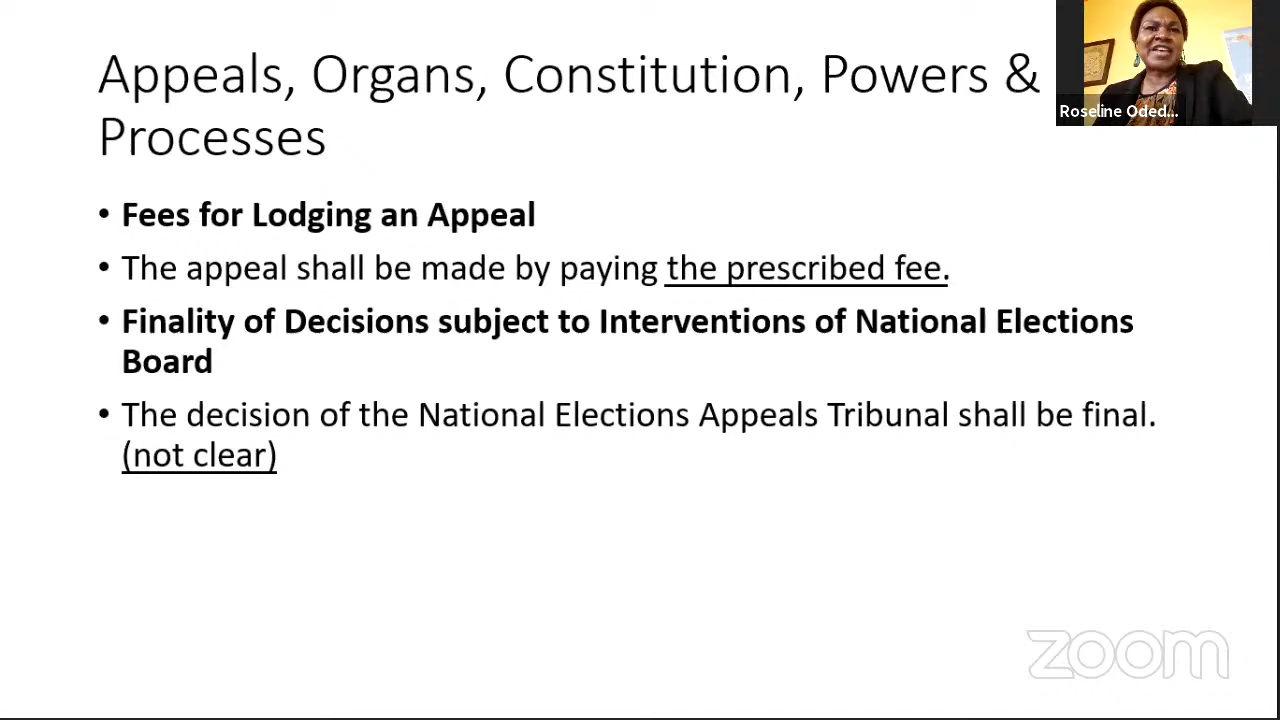 Appeals, Organs, Constitution, Powers &
Processes
Roseline Oded...
• Fees for Lodging an Appeal
• The appeal shall be made by paying the prescribed fee.
• Finality of Decisions subject to Interventions of National Elections
Board
• The decision of the National Elections Appeals Tribunal shall be final.
(not clear)
zoom